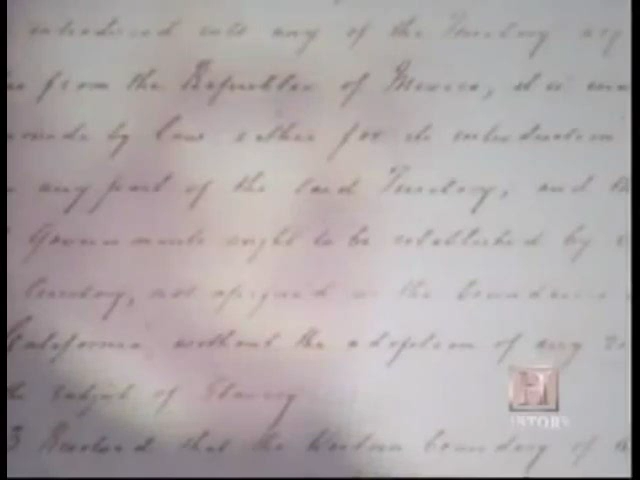 introduced into any of the Territory
from the Republic of Mexico, it is
made by law either for its introduction
any part of the said Territory, and
Governments ought to be established by
Territory, not assigned as the boundaries
California without the adoption of any
the subject of Slavery
3 Resolved that the Western boundary of
H
HISTORY